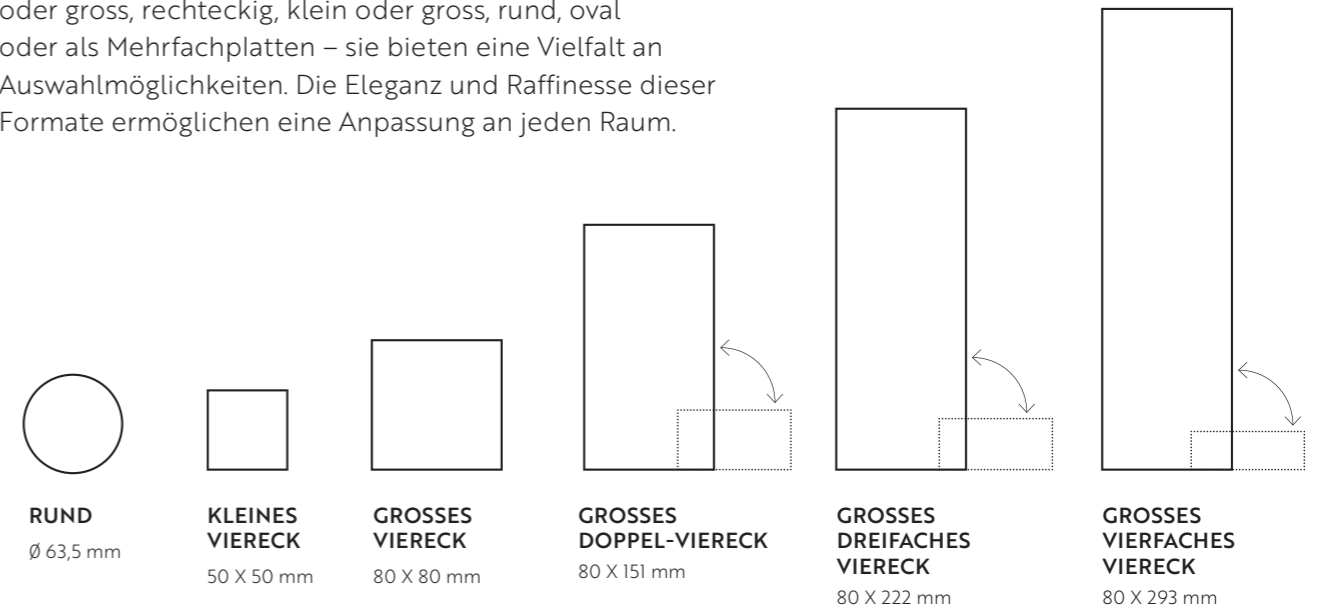 oder gross, rechteckig, klein oder gross, rund, oval
oder als Mehrfachplatten – sie bieten eine Vielfalt an
Auswahlmöglichkeiten. Die Eleganz und Raffinesse dieser
Formate ermöglichen eine Anpassung an jeden Raum.
RUND
Ø 63,5 mm
KLEINES
VIERECK
50 X 50 mm
GROSSES
VIERECK
80 X 80 mm
GROSSES
DOPPEL-VIERECK
80 X 151 mm
GROSSES
DREIFACHES
VIERECK
80 X 222 mm
GROSSES
VIERFACHES
VIERECK
80 X 293 mm